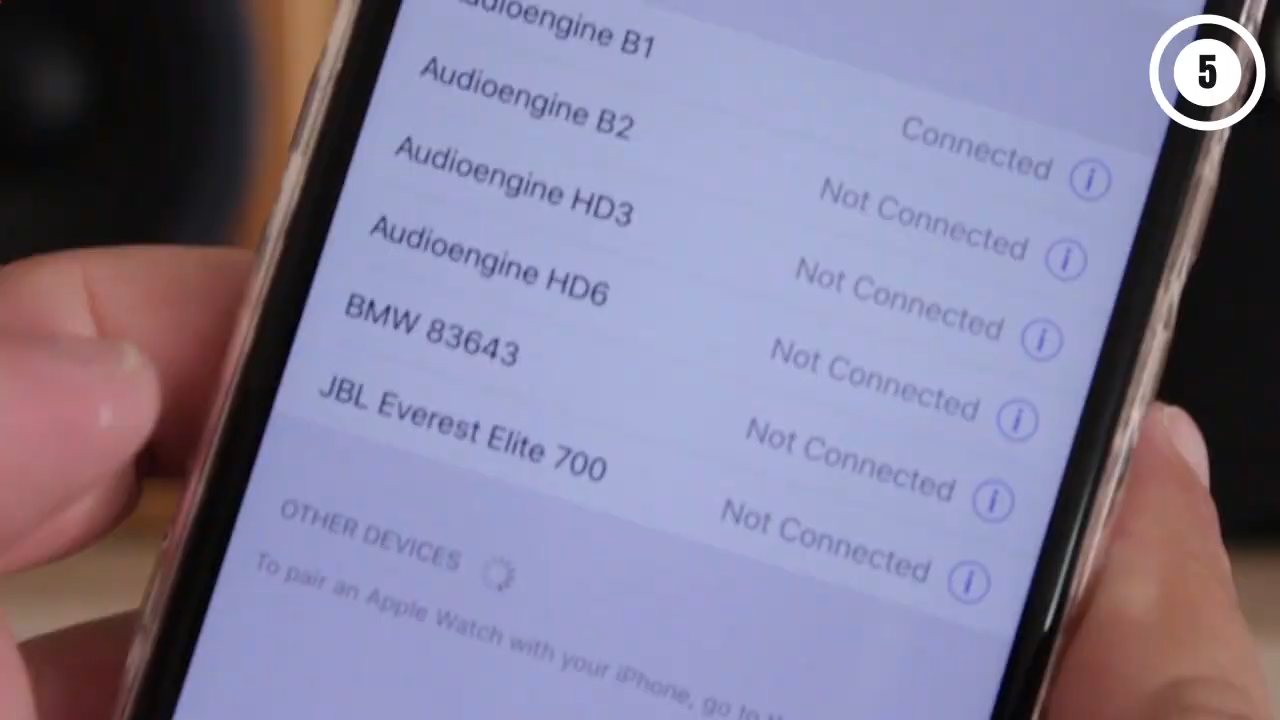 5
Audioengine B1 Connected
Audioengine B2 Not Connected
Audioengine HD3 Not Connected
Audioengine HD6 Not Connected
BMW 83643 Not Connected
JBL Everest Elite 700 Not Connected
OTHER DEVICES
To pair an Apple Watch with your iPhone, go to